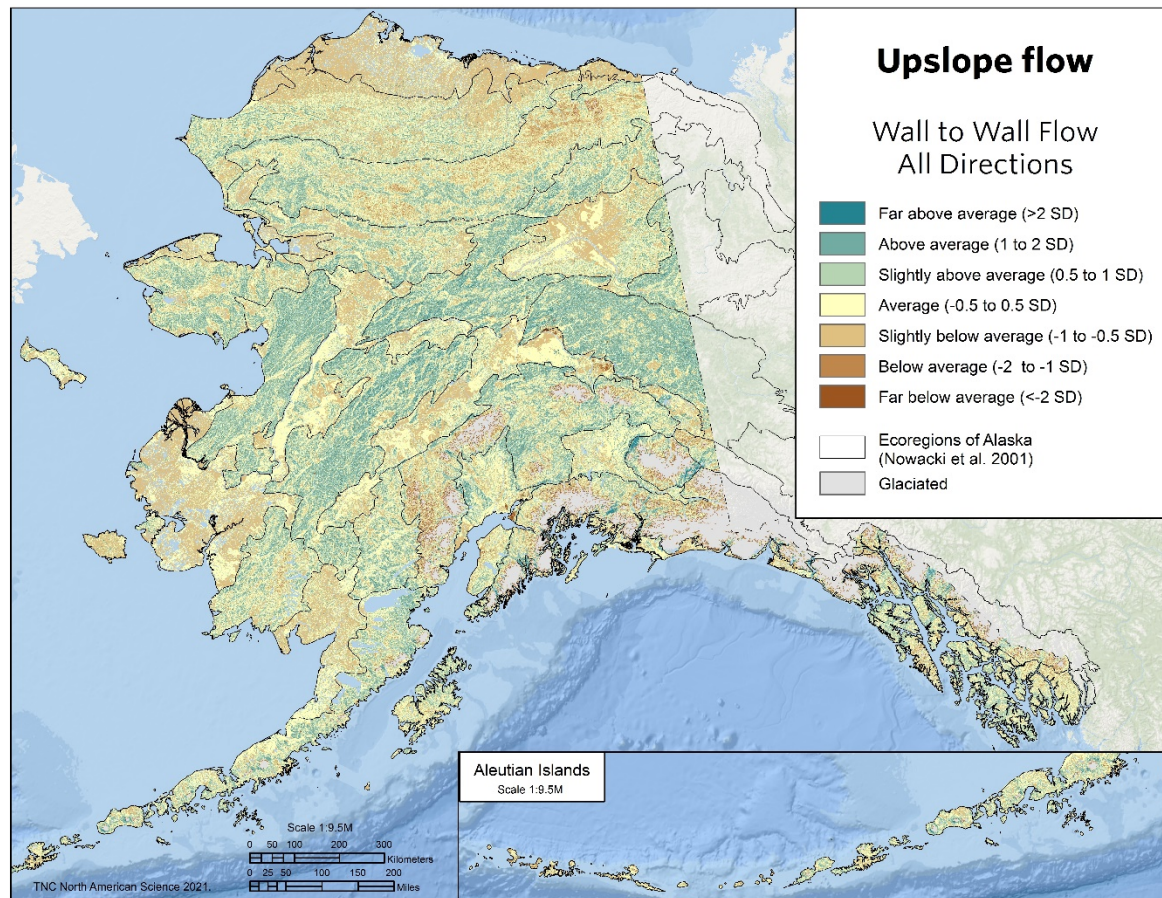 Upslope flow
Wall to Wall Flow
All Directions
Far above average (>2 SD)
Above average (1 to 2 SD)
Slightly above average (0.5 to 1 SD)
Average (-0.5 to 0.5 SD)
Slightly below average (-1 to -0.5 SD)
Below average (-2 to -1 SD)
Far below average (<-2 SD)
Ecoregions of Alaska
(Nowacki et al. 2001)
Glaciated
Aleutian Islands
Scale 1:9.5M
Scale 1:9.5M
0 50 100 200 300
Kilometers
0 25 50 100 150 200
Miles
TNC North American Science 2021.